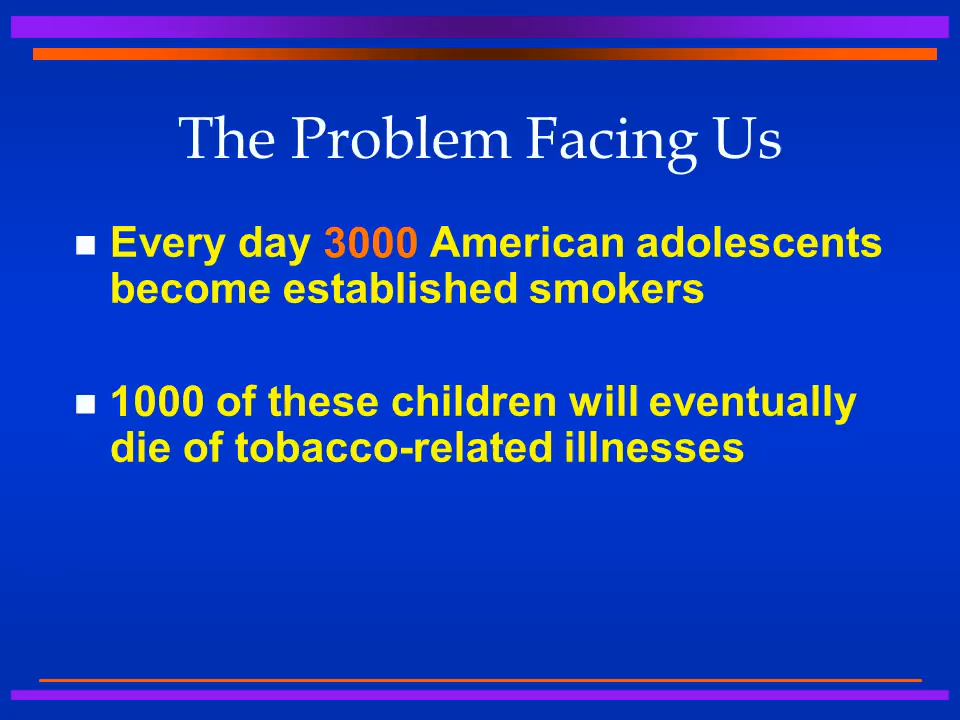 The Problem Facing Us
Every day 3000 American adolescents
become established smokers
1000 of these children will eventually
die of tobacco-related illnesses